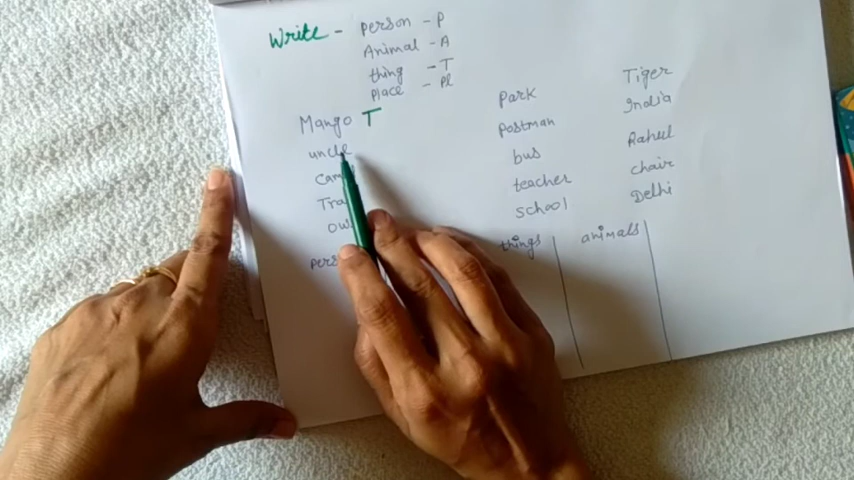 Write - Person - P
Animal - A
thing - T
Place - Pl
Mango T
uncle
Park
Postman
bus
teacher
school
Tiger
India
Rahul
chair
Delhi
things animals